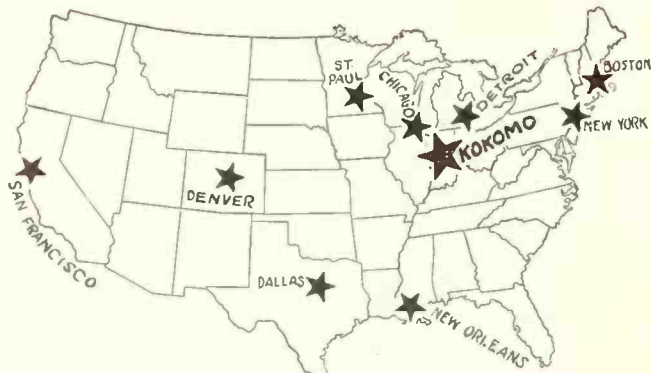 ST.
PAUL
CHICAGO
DETROIT
BOSTON
NEW YORK
KOKOMO
SAN FRANCISCO
DENVER
DALLAS
NEW ORLEANS